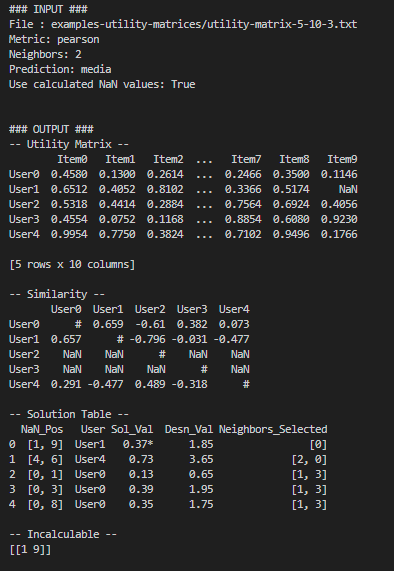 ### INPUT ###
File : examples-utility-matrices/utility-matrix-5-10-3.txt
Metric: pearson
Neighbors: 2
Prediction: media
Use calculated NaN values: True
### OUTPUT ###
-- Utility Matrix --
Item0 Item1 Item2 ... Item7 Item8 Item9
User0 0.4580 0.1300 0.2614 ... 0.2466 0.3500 0.1146
User1 0.6512 0.4052 0.8102 ... 0.3366 0.5174 NaN
User2 0.5318 0.4414 0.2884 ... 0.7564 0.6924 0.4056
User3 0.4554 0.0752 0.1168 ... 0.8854 0.6080 0.9230
User4 0.9954 0.7750 0.3824 ... 0.7102 0.9496 0.1766
[5 rows x 10 columns]
-- Similarity --
User0 User1 User2 User3 User4
User0 # 0.659 -0.61 0.382 0.073
User1 0.657 # -0.796 -0.031 -0.477
User2 NaN NaN # NaN NaN
User3 NaN NaN NaN # NaN
User4 0.291 -0.477 0.489 -0.318 #
-- Solution Table --
NaN_Pos User Sol_Val Desn_Val Neighbors_Selected
0 [1, 9] User1 0.37* 1.85 [0]
1 [4, 6] User4 0.73 3.65 [2, 0]
2 [0, 1] User0 0.13 0.65 [1, 3]
3 [0, 3] User0 0.39 1.95 [1, 3]
4 [0, 8] User0 0.35 1.75 [1, 3]
-- Incalculable --
[[1 9]]